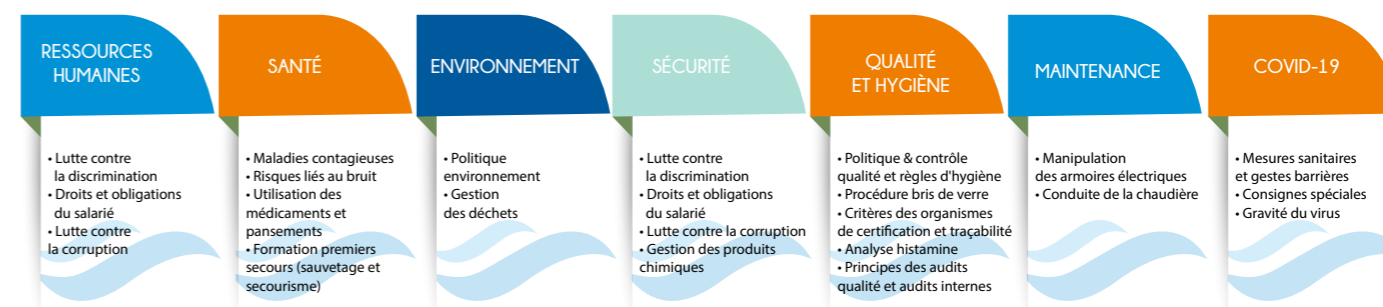 RESSOURCES
HUMAINES
• Lutte contre
la discrimination
• Droits et obligations
du salarié
• Lutte contre
la corruption
SANTÉ
• Maladies contagieuses
• Risques liés au bruit
• Utilisation des
médicaments et
pansements
• Formation premiers
secours (sauvetage et
secourisme)
ENVIRONNEMENT
• Politique
environnement
• Gestion
des déchets
SÉCURITÉ
• Lutte contre
la discrimination
• Droits et obligations
du salarié
• Lutte contre la corruption
• Gestion des produits
chimiques
QUALITÉ
ET HYGIÈNE
• Politique & contrôle
qualité et règles d'hygiène
• Procédure bris de verre
• Critères des organismes
de certification et traçabilité
• Analyse histamine
• Principes des audits
qualité et audits internes
MAINTENANCE
• Manipulation
des armoires électriques
• Conduite de la chaudière
COVID-19
• Mesures sanitaires
et gestes barrières
• Consignes spéciales
• Gravité du virus